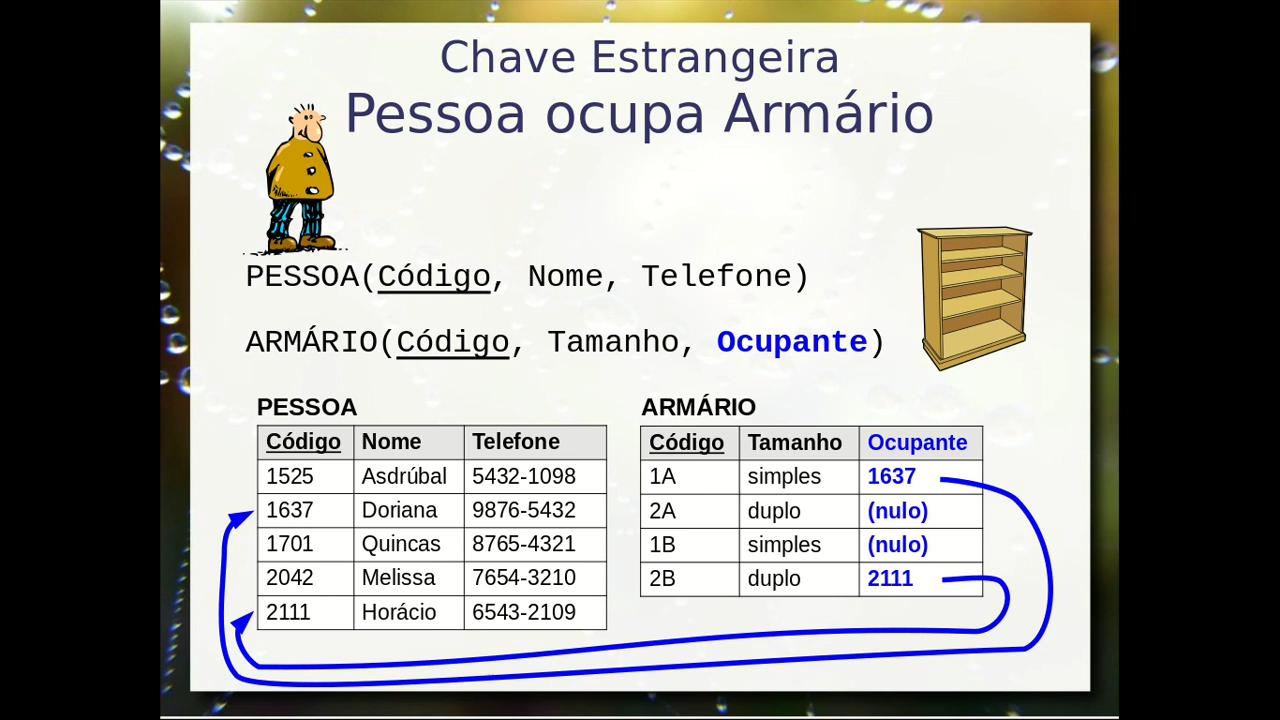 Chave Estrangeira
Pessoa ocupa Armário
PESSOA(Código, Nome, Telefone)
ARMÁRIO(Código, Tamanho, Ocupante)
PESSOA
Código Nome Telefone
1525 Asdrúbal 5432-1098
1637 Doriana 9876-5432
1701 Quincas 8765-4321
2042 Melissa 7654-3210
2111 Horácio 6543-2109
ARMÁRIO
Código Tamanho Ocupante
1A simples 1637
2A duplo (nulo)
1B simples (nulo)
2B duplo 2111